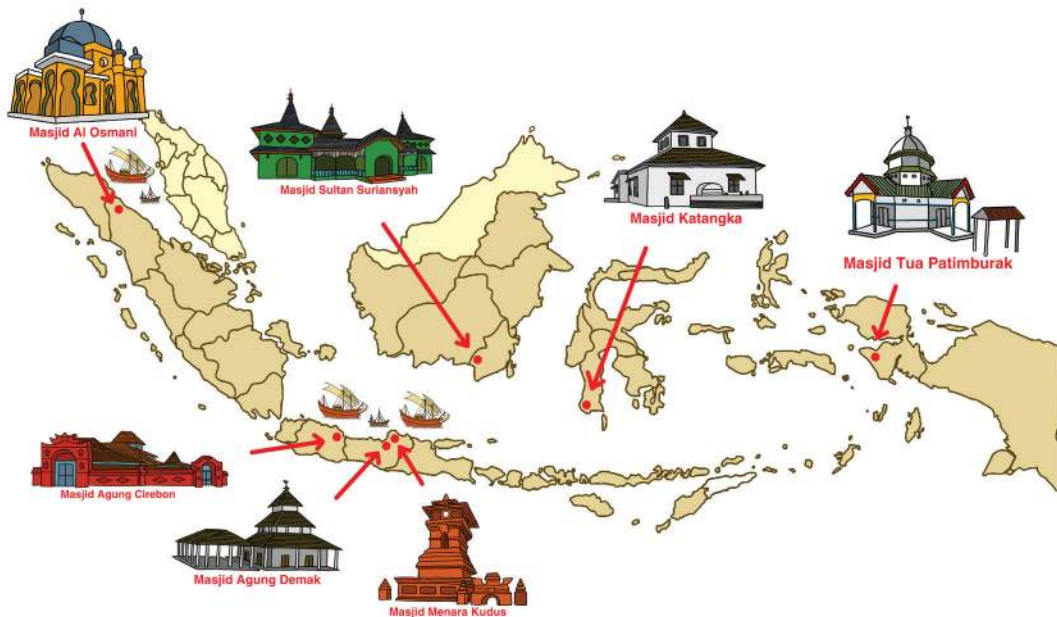 Masjid Al Osmani
Masjid Sultan Suriansyah
Masjid Katangka
Masjid Tua Patimburak
Masjid Agung Cirebon
Masjid Agung Demak
Masjid Menara Kudus